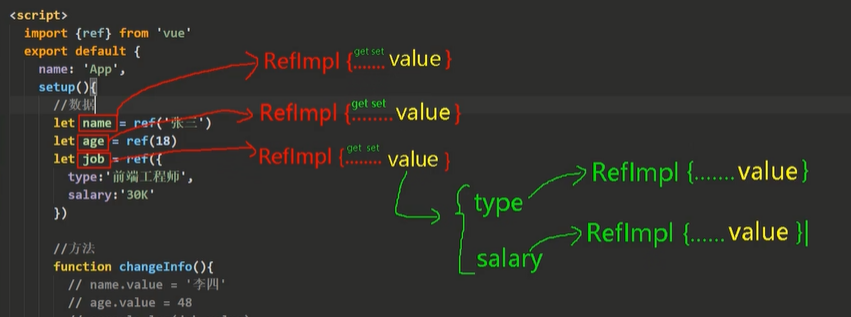 <script>
import {ref} from 'vue'
export default {
name: 'App',
setup(){
//数据
let name = ref('张三')
let age = ref(18)
let job = ref({
type:'前端工程师',
salary:'30K'
})
//方法
function changeInfo(){
// name.value = '李四'
// age.value = 48
get set
RefImpl {....... value }
get set
RefImpl {........ value }
get set
RefImpl {........ value }
{ type
salary
RefImpl {.......value}
RefImpl {...... value }